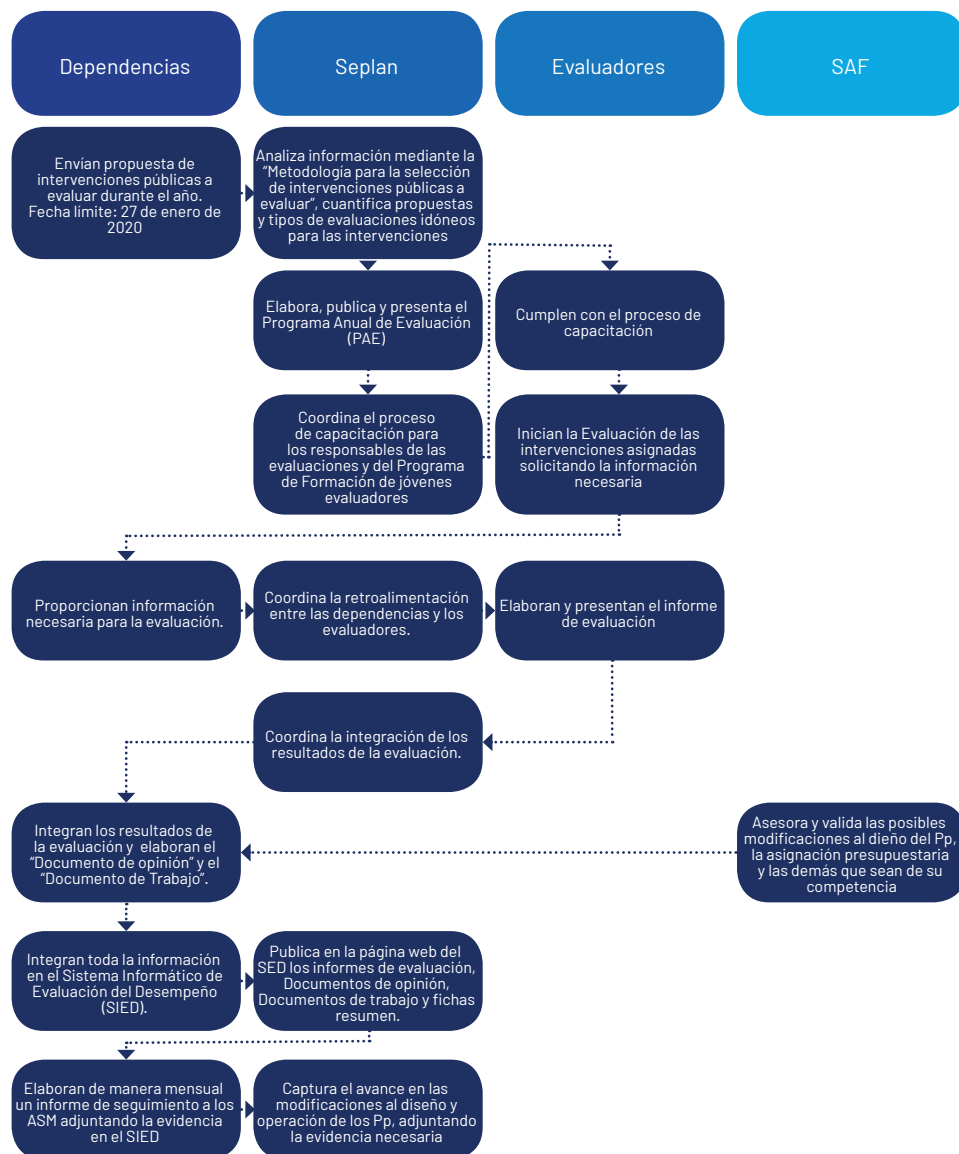 Dependencias
Seplan
Evaluadores
SAF
Envían propuesta de
intervenciones públicas a
evaluar durante el año.
Fecha límite: 27 de enero de
2020
Analiza información mediante la
"Metodología para la selección
de intervenciones públicas a
evaluar", cuantifica propuestas
y tipos de evaluaciones idóneos
para las intervenciones
Elabora, publica y presenta el
Programa Anual de Evaluación
(PAE)
Cumplen con el proceso de
capacitación
Coordina el proceso
de capacitación para
los responsables de las
evaluaciones y del Programa
de Formación de jóvenes
evaluadores
Inician la Evaluación de las
intervenciones asignadas
solicitando la información
necesaria
Proporcionan información
necesaria para la evaluación.
Coordina la retroalimentación
entre las dependencias y los
evaluadores.
Elaboran y presentan el informe
de evaluación
Coordina la integración de los
resultados de la evaluación.
Integran los resultados de
la evaluación y elaboran el
"Documento de opinión" y el
"Documento de Trabajo".
Asesora y valida las posibles
modificaciones al dieño del Pp,
la asignación presupuestaria
y las demás que sean de su
competencia
Integran toda la información
en el Sistema Informático de
Evaluación del Desempeño
(SIED).
Publica en la página web del
SED los informes de evaluación,
Documentos de opinión,
Documentos de trabajo y fichas
resumen.
Elaboran de manera mensual
un informe de seguimiento a los
ASM adjuntando la evidencia
en el SIED
Captura el avance en las
modificaciones al diseño y
operación de los Pp, adjuntando
la evidencia necesaria